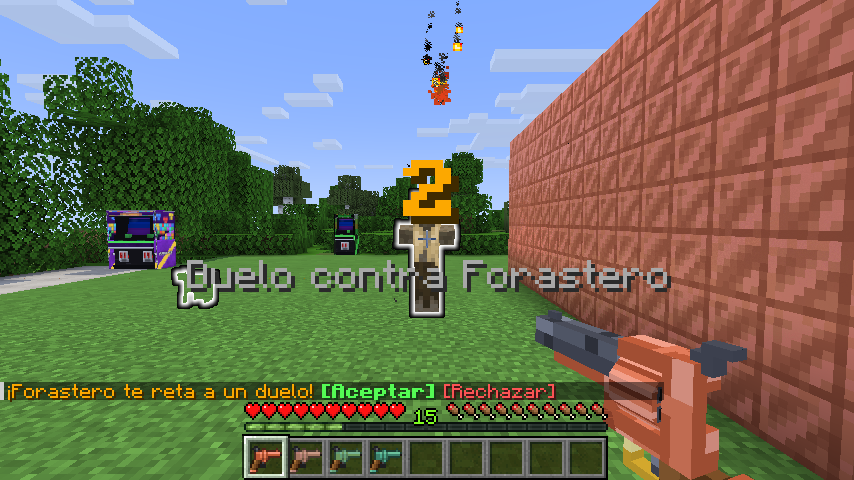 2
Duelo contra Forastero
¡Forastero te reta a un duelo! [Aceptar] [Rechazar]
15